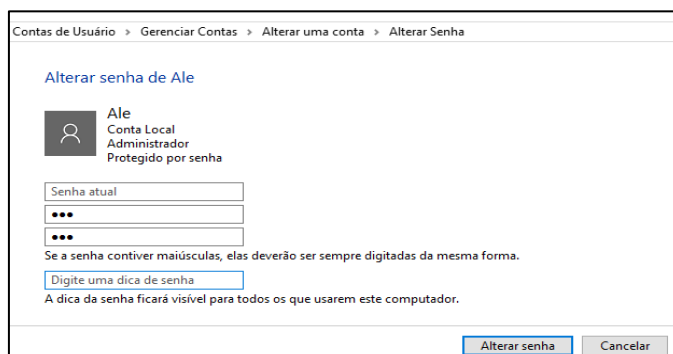 Contas de Usuário > Gerenciar Contas > Alterar uma conta > Alterar Senha
Alterar senha de Ale
Ale
Conta Local
Administrador
Protegido por senha
Senha atual
●●●
●●●
Se a senha contiver maiúsculas, elas deverão ser sempre digitadas da mesma forma.
Digite uma dica de senha
A dica da senha ficará visível para todos os que usarem este computador.
Alterar senha Cancelar